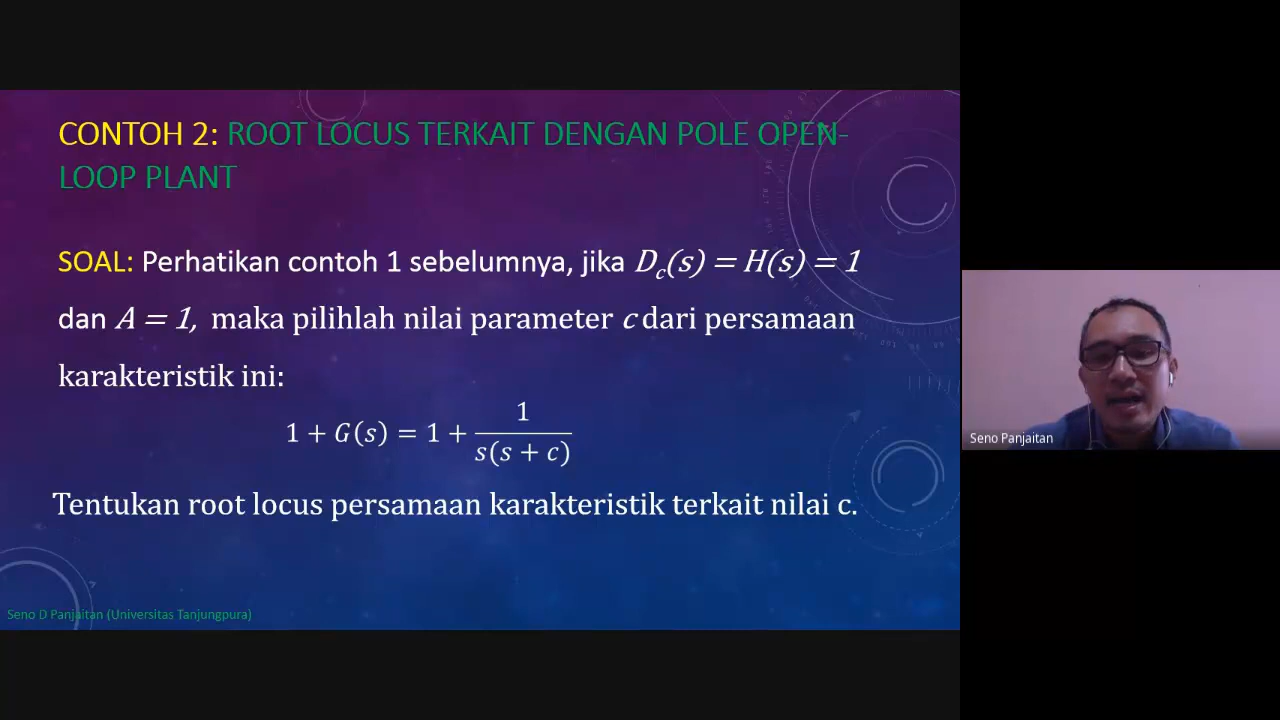 CONTOH 2: ROOT LOCUS TERKAIT DENGAN POLE OPEN-
LOOP PLANT
SOAL: Perhatikan contoh 1 sebelumnya, jika D_c(s) = H(s) = 1
dan A = 1, maka pilihlah nilai parameter c dari persamaan
karakteristik ini:
1 + G(s) = 1 + \frac{1}{s(s + c)}
Tentukan root locus persamaan karakteristik terkait nilai c.
Seno D Panjaitan (Universitas Tanjungpura)
Seno Panjaitan